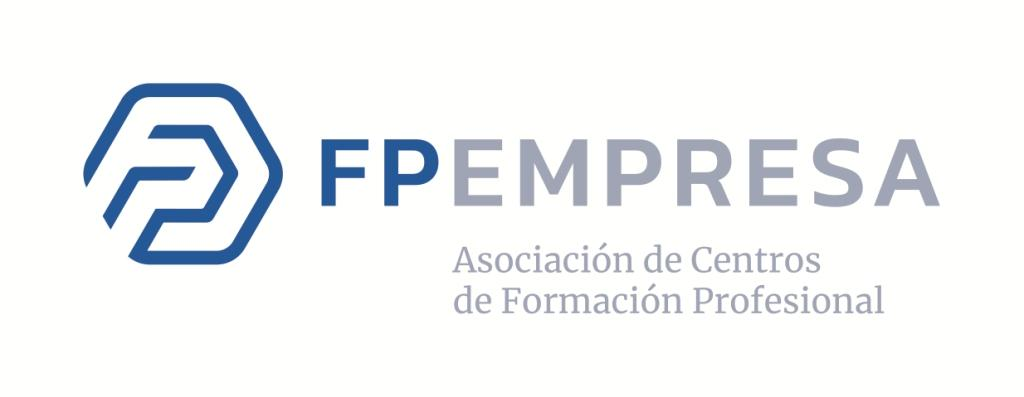 FPEMPRESA
Asociación de Centros
de Formación Profesional